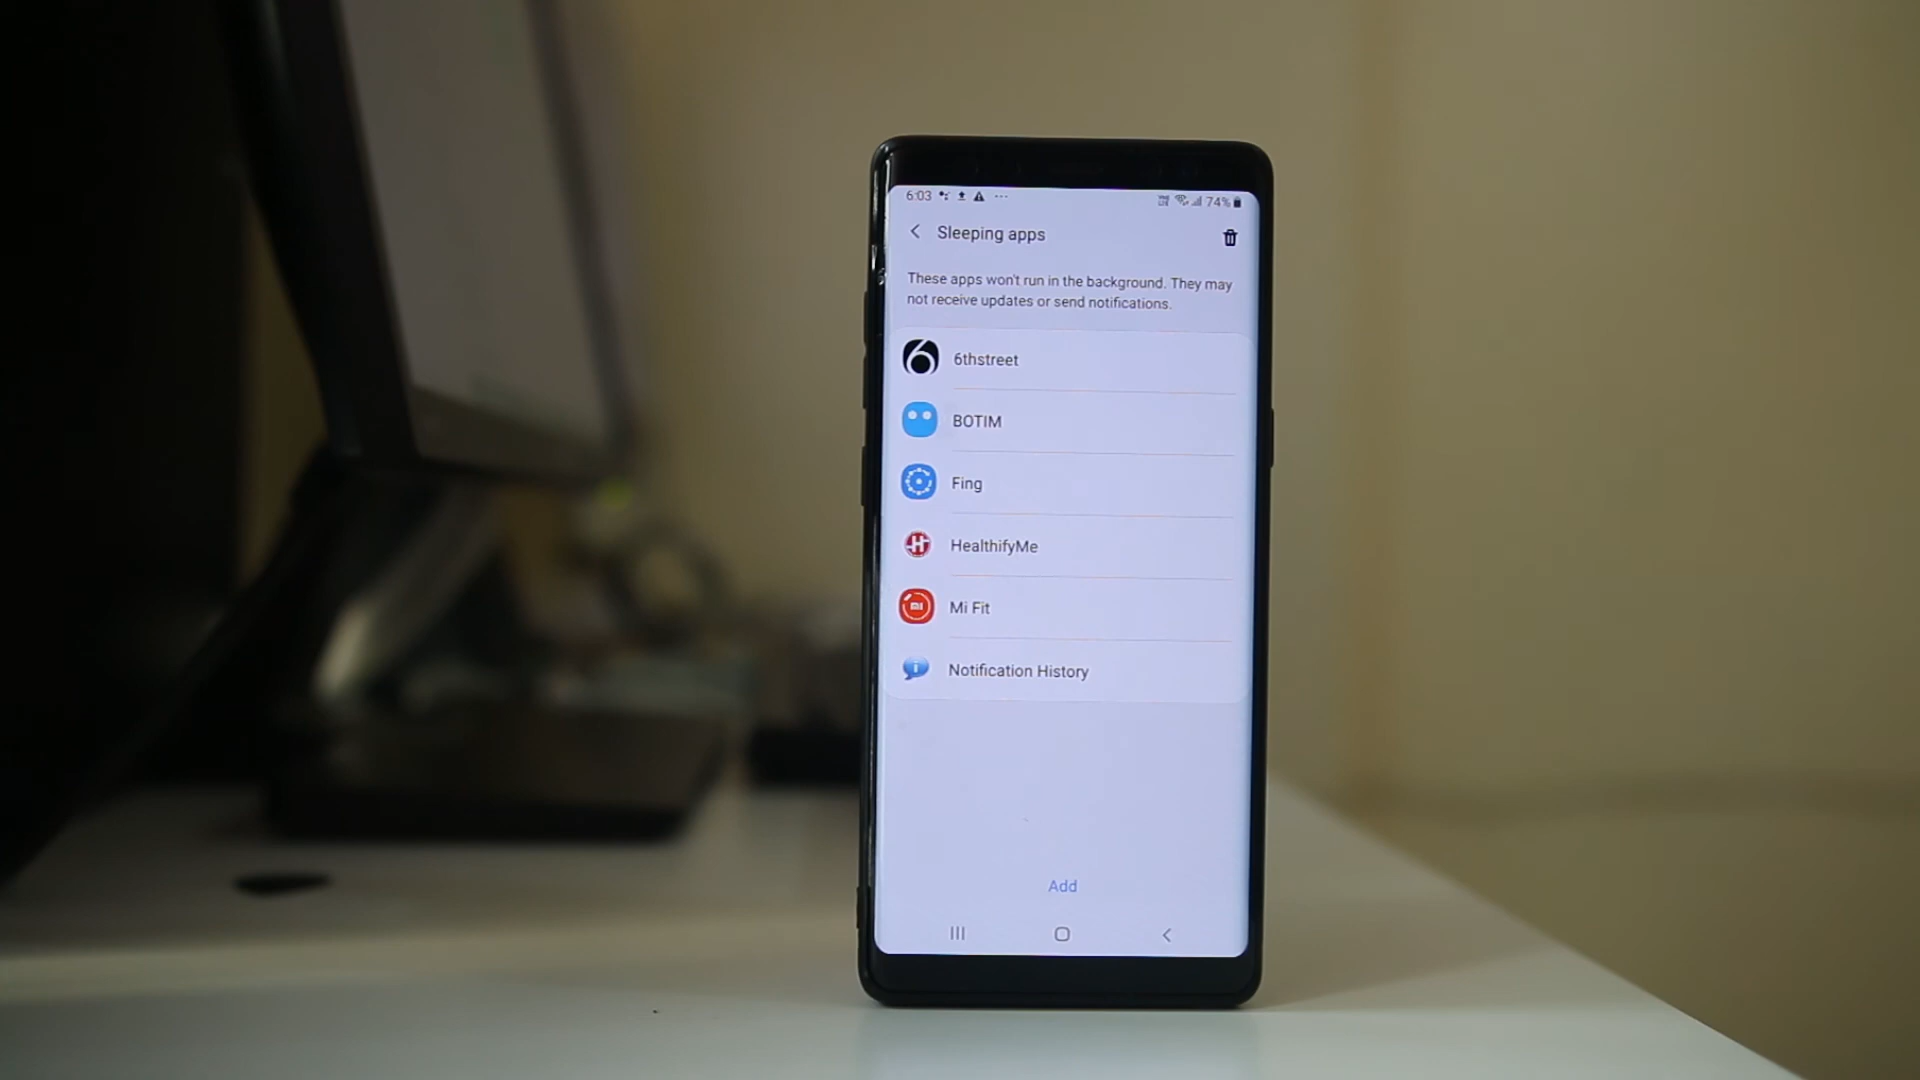 6:03 74%
Sleeping apps
These apps won't run in the background. They may
not receive updates or send notifications.
6thstreet
BOTIM
Fing
HealthifyMe
Mi Fit
Notification History
Add